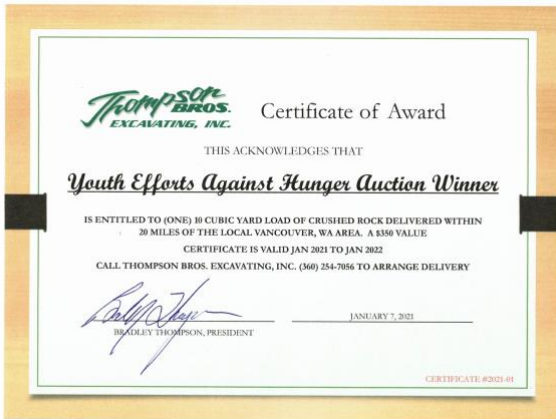 Thompson
BROS.
EXCAVATING, INC.
Certificate of Award
THIS ACKNOWLEDGES THAT
Youth Efforts Against Hunger Auction Winner
IS ENTITLED TO (ONE) 10 CUBIC YARD LOAD OF CRUSHED ROCK DELIVERED WITHIN
20 MILES OF THE LOCAL VANCOUVER, WA AREA. A $350 VALUE
CERTIFICATE IS VALID JAN 2021 TO JAN 2022
CALL THOMPSON BROS. EXCAVATING, INC. (360) 254-7056 TO ARRANGE DELIVERY
JANUARY 7, 2021
BRADLEY THOMPSON, PRESIDENT
CERTIFICATE #2021-01